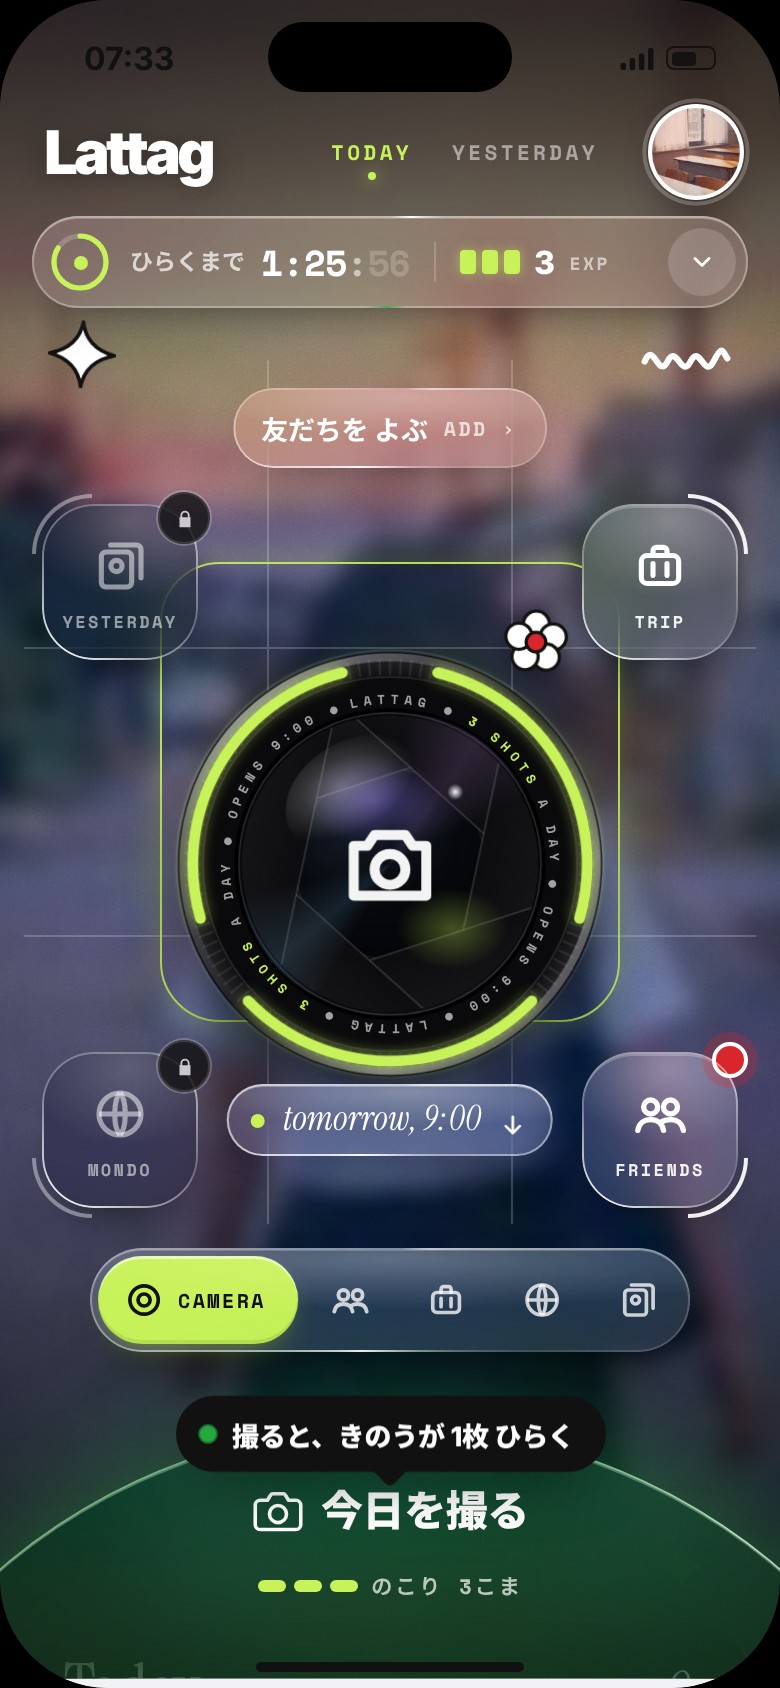 07:33
Lattag
TODAY YESTERDAY
ひらくまで 1:25:56 3 EXP
友だちを よぶ ADD ›
YESTERDAY
TRIP
LATTAG ● 3 SHOTS A DAY ● OPENS 9:00 ● LATTAG ● 3 SHOTS A DAY ● OPENS 9:00 ●
MONDO
tomorrow, 9:00 ↓
FRIENDS
CAMERA
撮ると、きのうが 1枚 ひらく
今日を撮る
のこり 3こま